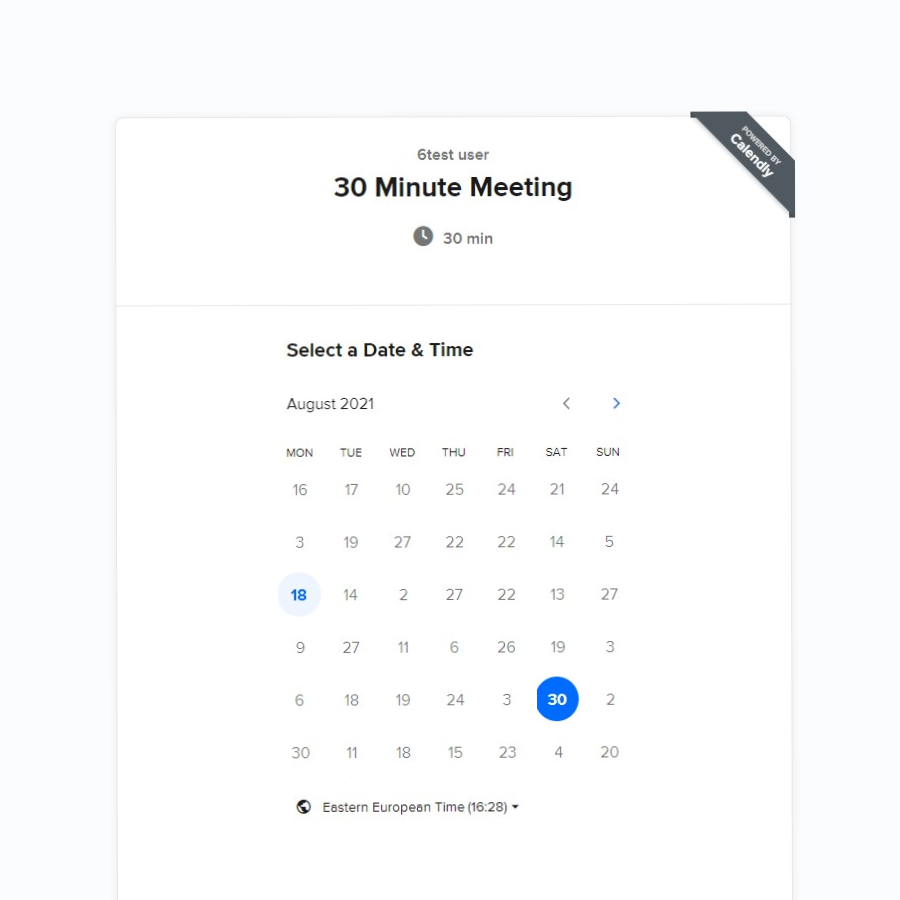 POWERED BY
Calendly
6test user
30 Minute Meeting
30 min
Select a Date & Time
August 2021
MON TUE WED THU FRI SAT SUN
16 17 10 25 24 21 24
3 19 27 22 22 14 5
18 14 2 27 22 13 27
9 27 11 6 26 19 3
6 18 19 24 3 30 2
30 11 18 15 23 4 20
Eastern European Time (16:28)